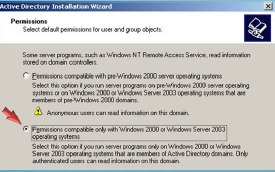 Active Directory Installation Wizard
Permissions
Select default permissions for user and group objects.
Some server programs, such as Windows NT Remote Access Service, read information
stored on domain controllers.
Permissions compatible with pre-Windows 2000 server operating systems
Select this option if you run server programs on pre-Windows 2000 server operating
systems or on Windows 2000 or Windows Server 2003 operating systems that are
members of pre-Windows 2000 domains.
Anonymous users can read information on this domain.
Permissions compatible only with Windows 2000 or Windows Server 2003
operating systems
Select this option if you run server programs only on Windows 2000 or Windows
Server 2003 operating systems that are members of Active Directory domains. Only
authenticated users can read information on this domain.